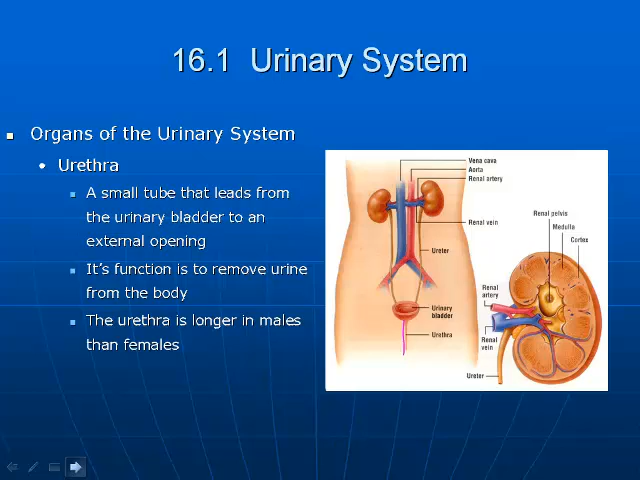 16.1 Urinary System
Organs of the Urinary System
Urethra
A small tube that leads from
the urinary bladder to an
external opening
It's function is to remove urine
from the body
The urethra is longer in males
than females
Vena cava
Aorta
Renal artery
Renal vein
Ureter
Urinary
bladder
Urethra
Renal pelvis
Medulla
Cortex
Renal
artery
Renal
vein
Ureter